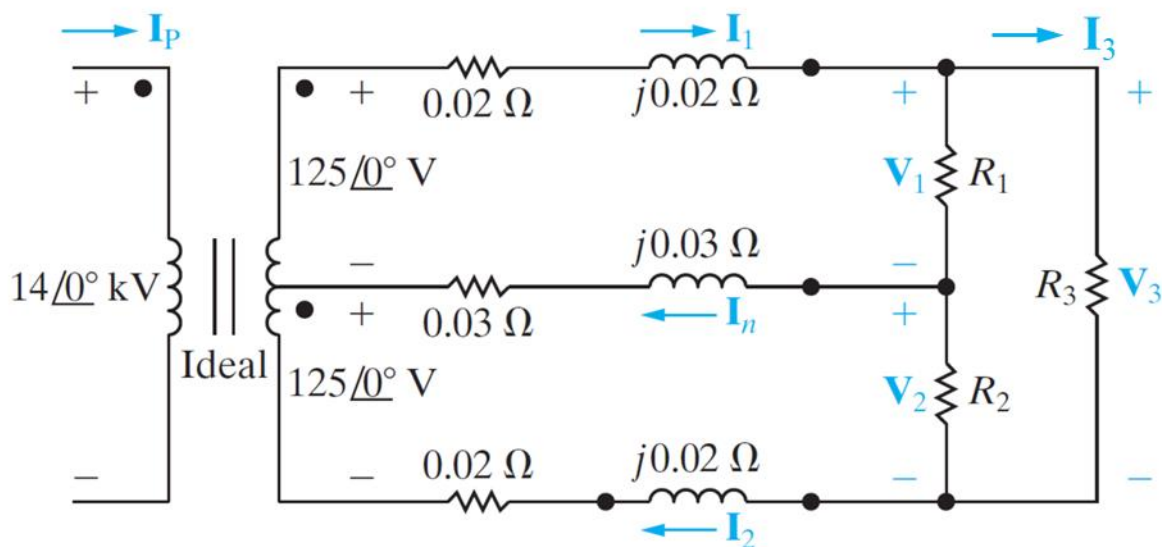 I_P I_1 I_3
+ + 0.02 Ω j0.02 Ω + +
125/0° V V_1 R_1
14/0° kV − j0.03 Ω − R_3 V_3
+ 0.03 Ω I_n +
Ideal 125/0° V V_2 R_2
− − 0.02 Ω j0.02 Ω − −
I_2